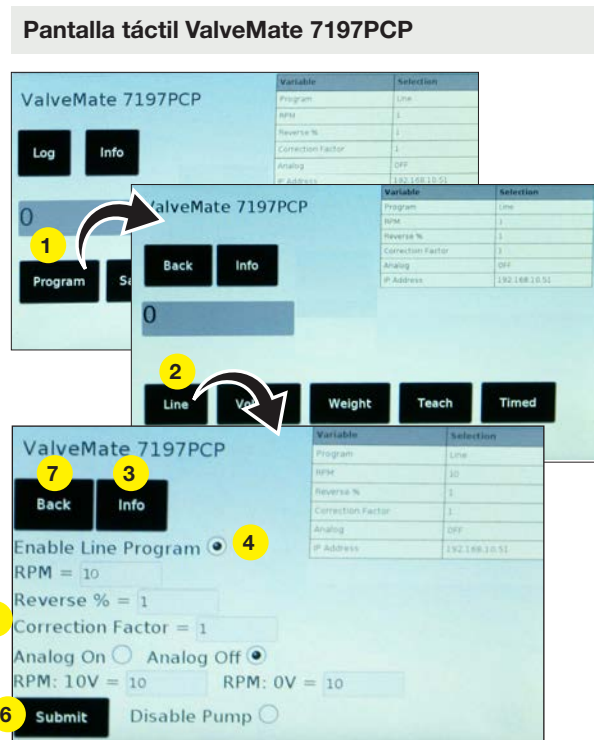 Pantalla táctil ValveMate 7197PCP
ValveMate 7197PCP
Variable Selection
Program Line
RPM 1
Reverse % 1
Correction Factor 1
Analog OFF
IP Address 192.168.10.51
Log Info
0
1
Program
ValveMate 7197PCP
Variable Selection
Program Line
RPM 1
Reverse % 1
Correction Factor 1
Analog OFF
IP Address 192.168.10.51
Back Info
0
2
Line Weight Teach Timed
ValveMate 7197PCP
Variable Selection
Program Line
RPM 10
Reverse % 1
Correction Factor 1
Analog OFF
IP Address 192.168.10.51
7 3
Back Info
Enable Line Program 4
RPM = 10
Reverse % = 1
Correction Factor = 1
Analog On Analog Off
RPM: 10V = 10 RPM: 0V = 10
6 Submit Disable Pump